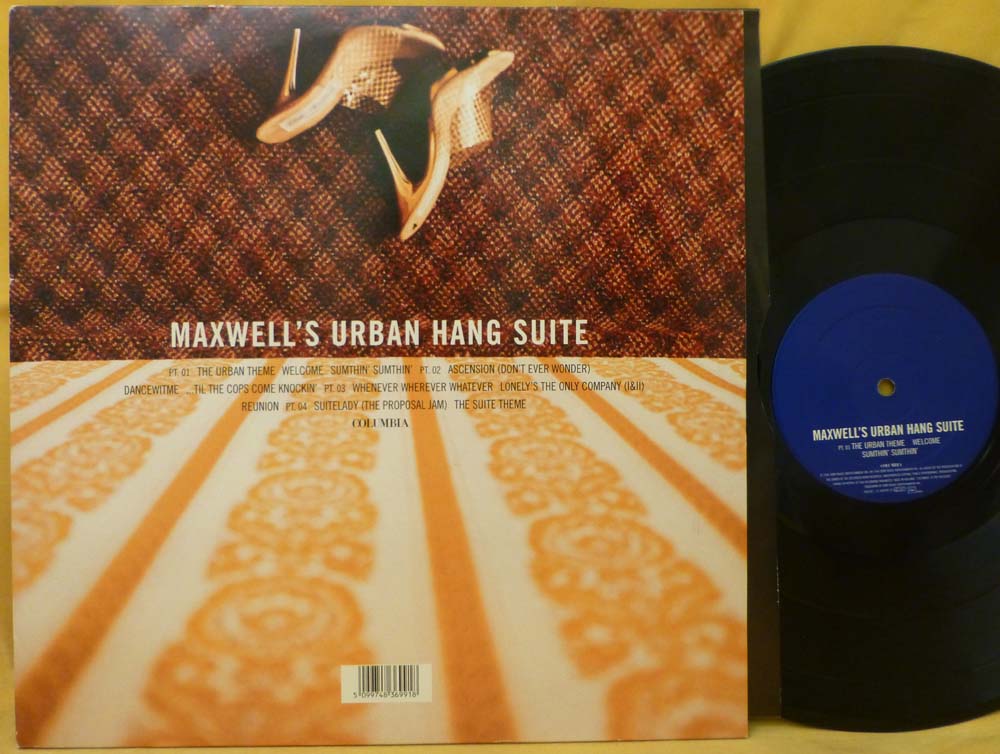 MAXWELL'S URBAN HANG SUITE
PT. 01 THE URBAN THEME WELCOME SUMTHIN' SUMTHIN' PT. 02 ASCENSION (DON'T EVER WONDER)
DANCEWITME ...TIL THE COPS COME KNOCKIN' PT. 03 WHENEVER WHEREVER WHATEVER LONELY'S THE ONLY COMPANY (I&II)
REUNION PT. 04 SUITELADY (THE PROPOSAL JAM) THE SUITE THEME
COLUMBIA
5 099748 369918
MAXWELL'S URBAN HANG SUITE
THE URBAN THEME WELCOME
SUMTHIN' SUMTHIN'